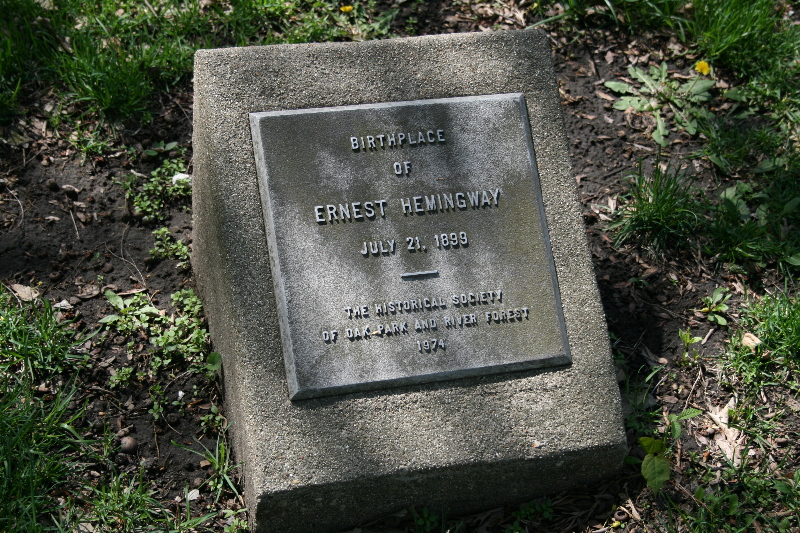 BIRTHPLACE
OF
ERNEST HEMINGWAY
JULY 21, 1899
THE HISTORICAL SOCIETY
OF OAK PARK AND RIVER FOREST
1974